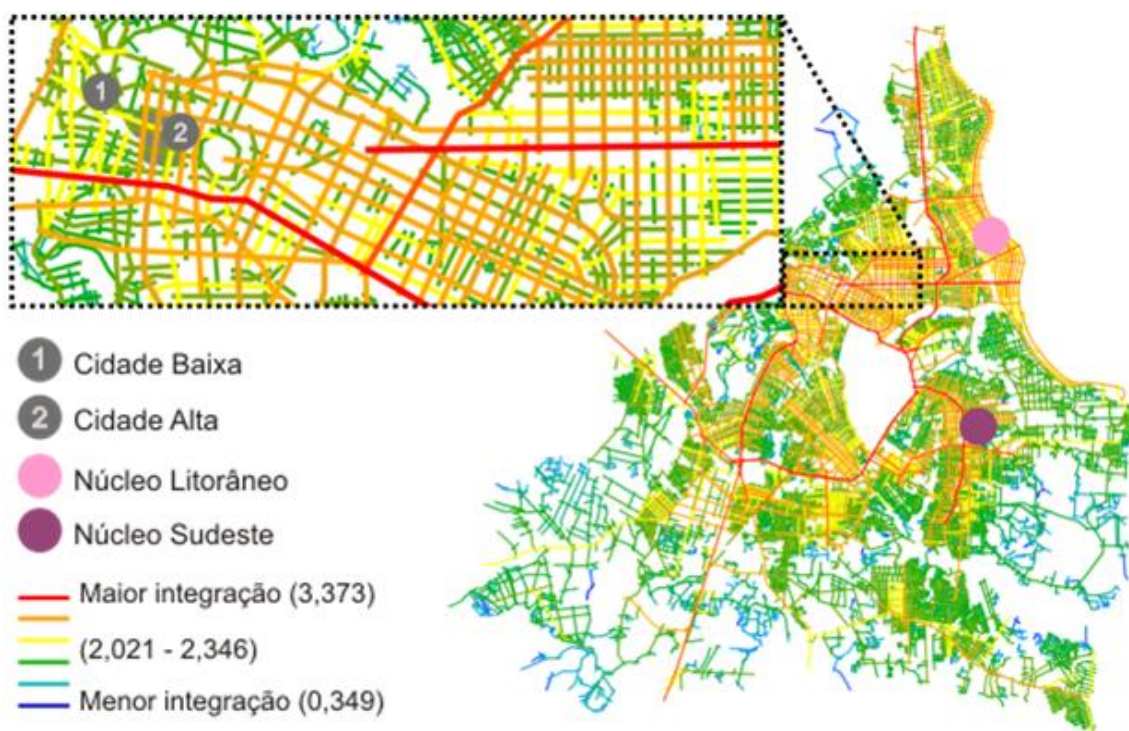 1
2
1 Cidade Baixa
2 Cidade Alta
Núcleo Litorâneo
Núcleo Sudeste
Maior integração (3,373)
(2,021 - 2,346)
Menor integração (0,349)